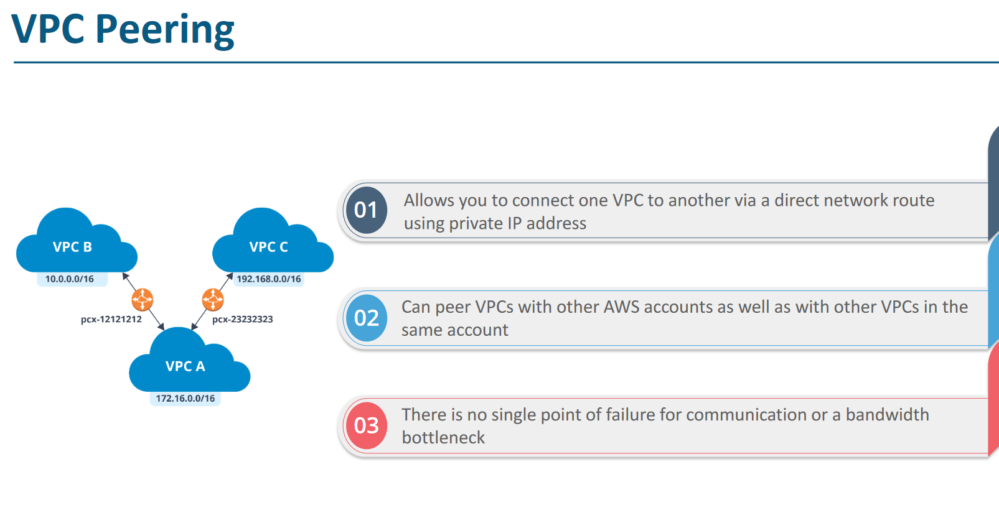 VPC Peering
VPC B
10.0.0.0/16
VPC C
192.168.0.0/16
pcx-12121212
pcx-23232323
VPC A
172.16.0.0/16
01
Allows you to connect one VPC to another via a direct network route
using private IP address
02
Can peer VPCs with other AWS accounts as well as with other VPCs in the
same account
03
There is no single point of failure for communication or a bandwidth
bottleneck